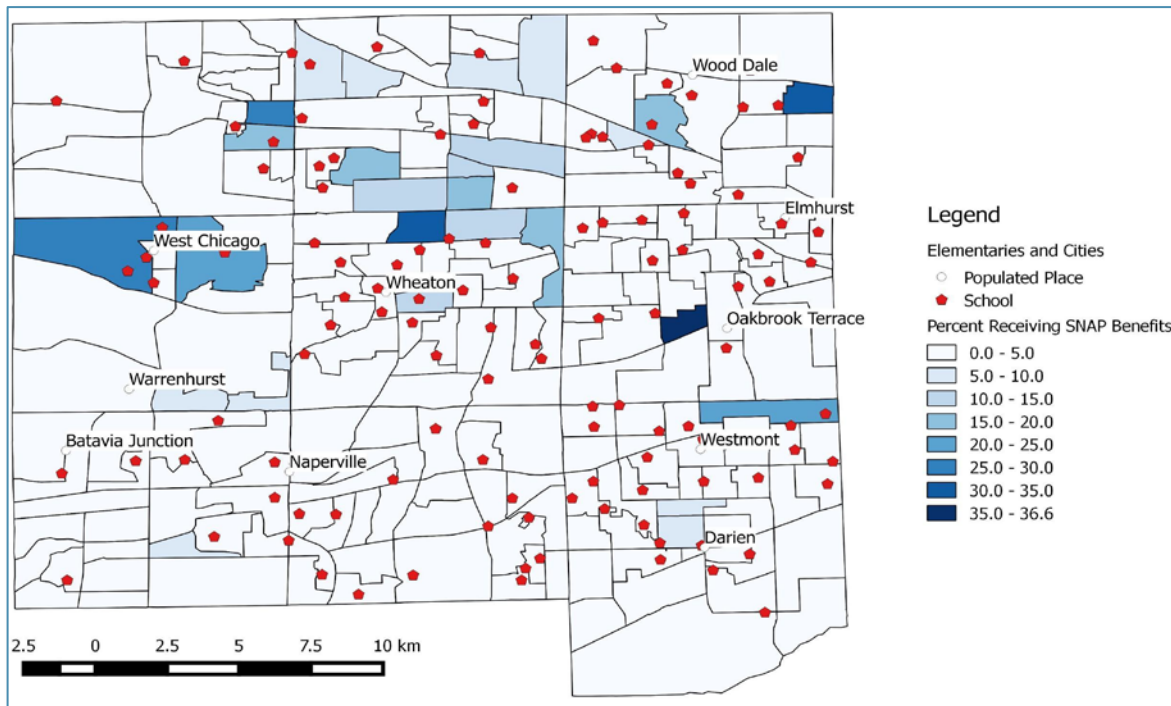 Wood Dale
Elmhurst
West Chicago
Wheaton
Oakbrook Terrace
Warrenhurst
Batavia Junction
Naperville
Westmont
Darien
2.5 0 2.5 5 7.5 10 km
Legend
Elementaries and Cities
Populated Place
School
Percent Receiving SNAP Benefits
0.0 - 5.0
5.0 - 10.0
10.0 - 15.0
15.0 - 20.0
20.0 - 25.0
25.0 - 30.0
30.0 - 35.0
35.0 - 36.6